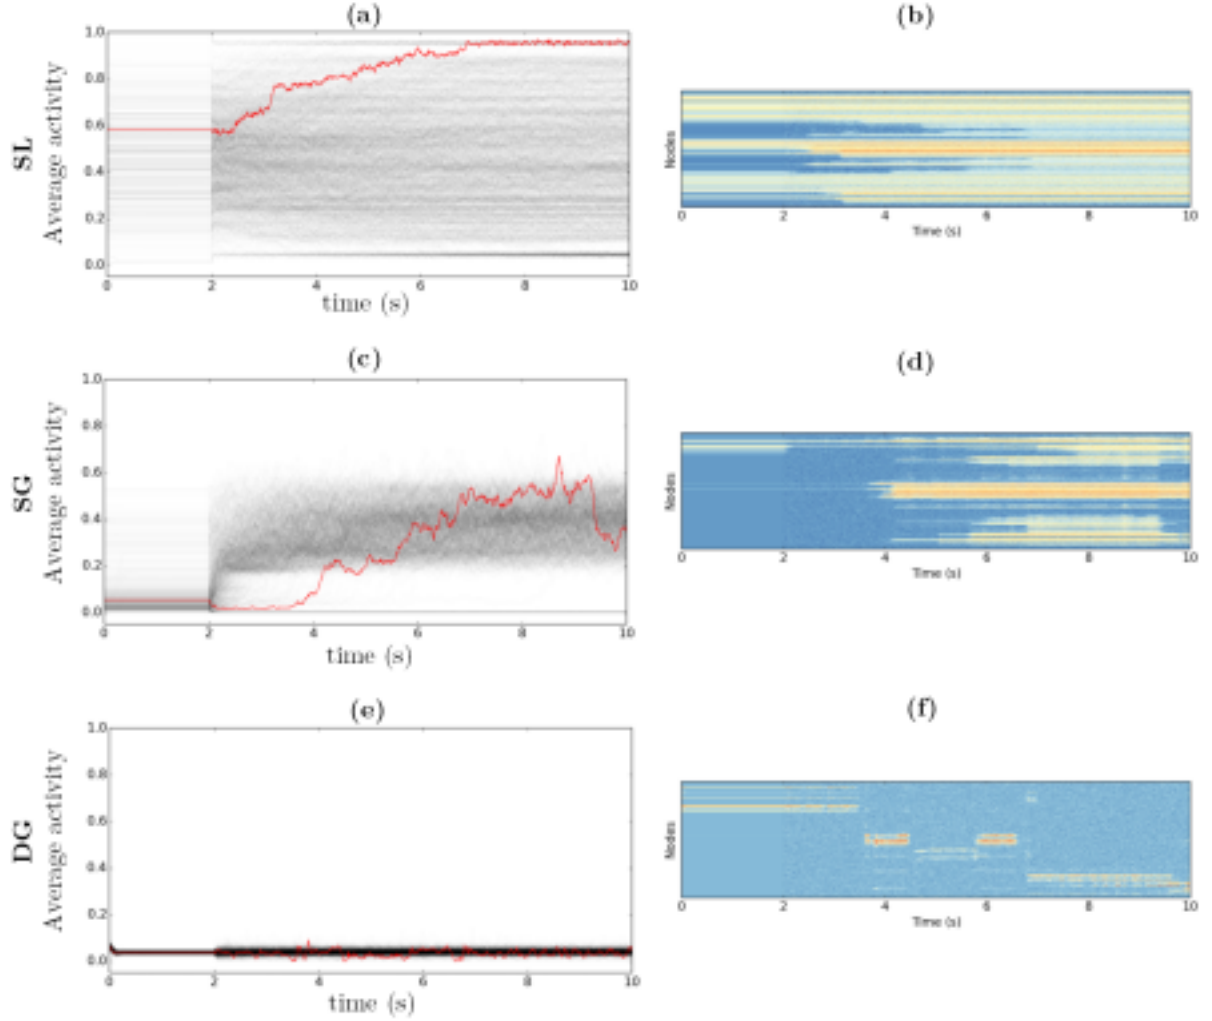 (a)
(b)
SL
Average activity
1.0
0.8
0.6
0.4
0.2
0.0
0 2 4 6 8 10
time (s)
Nodes
0 2 4 6 8 10
Time (s)
(c)
(d)
SG
Average activity
1.0
0.8
0.6
0.4
0.2
0.0
0 2 4 6 8 10
time (s)
Nodes
0 2 4 6 8 10
Time (s)
(e)
(f)
DG
Average activity
1.0
0.8
0.6
0.4
0.2
0.0
0 2 4 6 8 10
time (s)
Nodes
0 2 4 6 8 10
Time (s)